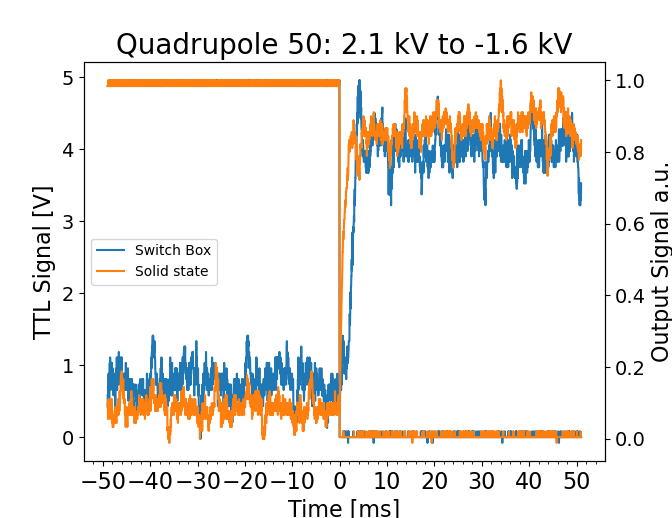 Quadrupole 50: 2.1 kV to -1.6 kV
TTL Signal [V]
5
4
3
2
1
0
Switch Box
Solid state
1.0
0.8
0.6
0.4
0.2
0.0
Output Signal a.u.
−50 −40 −30 −20 −10 0 10 20 30 40 50
Time [ms]